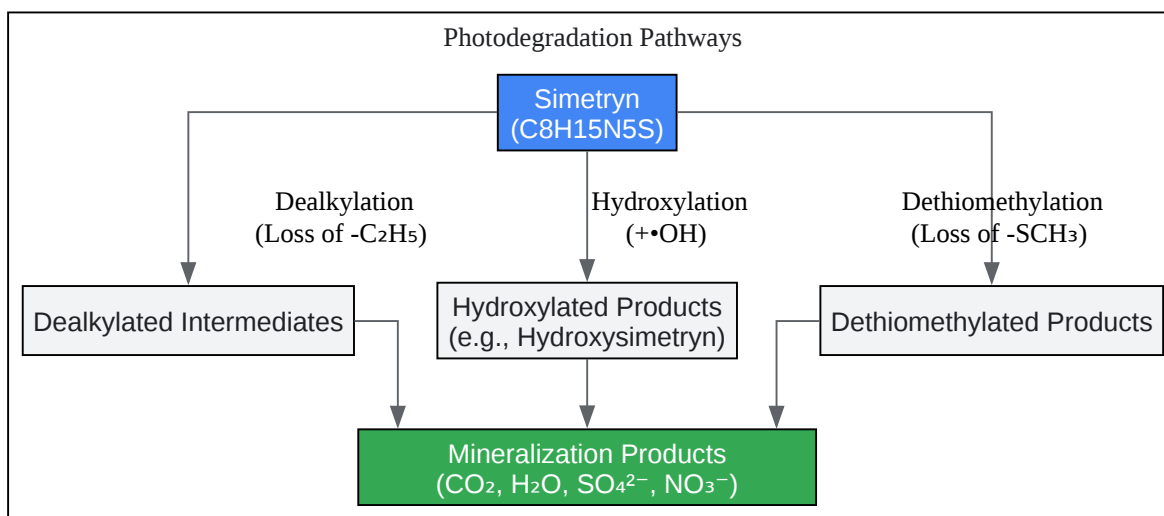 Photodegradation Pathways
Simetryn
(C8H15N5S)
Dealkylation
(Loss of -C₂H₅)
Hydroxylation
(+•OH)
Dethiomethylation
(Loss of -SCH₃)
Dealkylated Intermediates
Hydroxylated Products
(e.g., Hydroxysimetryn)
Dethiomethylated Products
Mineralization Products
(CO₂, H₂O, SO₄²⁻, NO₃⁻)